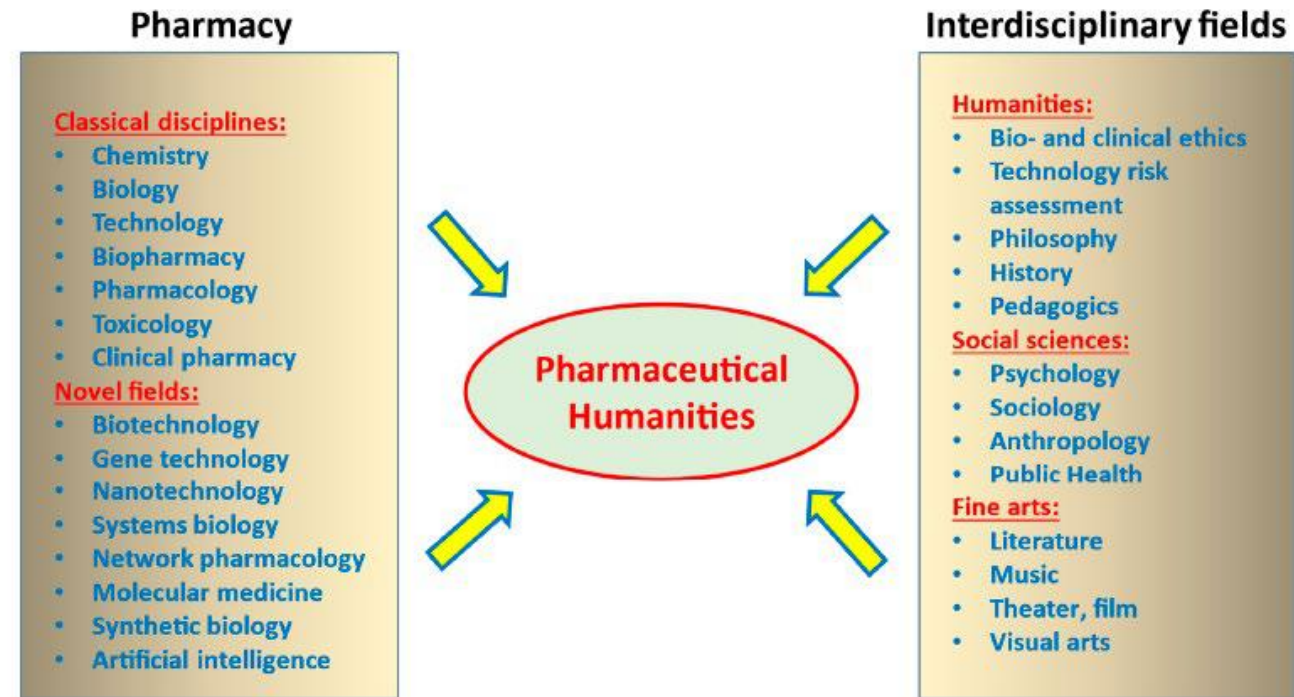 Pharmacy
Classical disciplines:
• Chemistry
• Biology
• Technology
• Biopharmacy
• Pharmacology
• Toxicology
• Clinical pharmacy
Novel fields:
• Biotechnology
• Gene technology
• Nanotechnology
• Systems biology
• Network pharmacology
• Molecular medicine
• Synthetic biology
• Artificial intelligence
Pharmaceutical
Humanities
Interdisciplinary fields
Humanities:
• Bio- and clinical ethics
• Technology risk
assessment
• Philosophy
• History
• Pedagogics
Social sciences:
• Psychology
• Sociology
• Anthropology
• Public Health
Fine arts:
• Literature
• Music
• Theater, film
• Visual arts